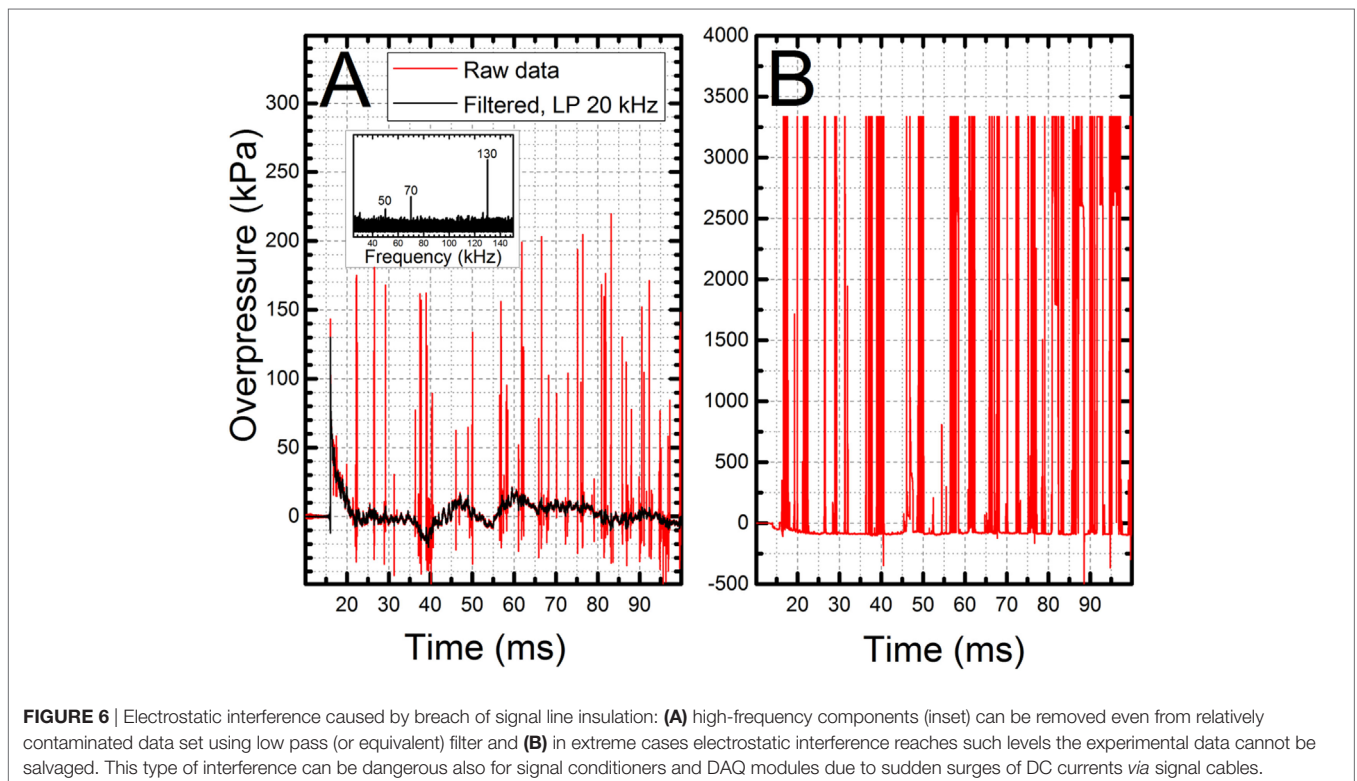 A
Raw data
Filtered, LP 20 kHz
50
70
130
40 60 80 100 120 140
Frequency (kHz)
300
250
200
150
100
50
0
Overpressure (kPa)
20 30 40 50 60 70 80 90
Time (ms)
B
4000
3500
3000
2500
2000
1500
1000
500
0
-500
20 30 40 50 60 70 80 90
Time (ms)
FIGURE 6 | Electrostatic interference caused by breach of signal line insulation: (A) high-frequency components (inset) can be removed even from relatively
contaminated data set using low pass (or equivalent) filter and (B) in extreme cases electrostatic interference reaches such levels the experimental data cannot be
salvaged. This type of interference can be dangerous also for signal conditioners and DAQ modules due to sudden surges of DC currents via signal cables.